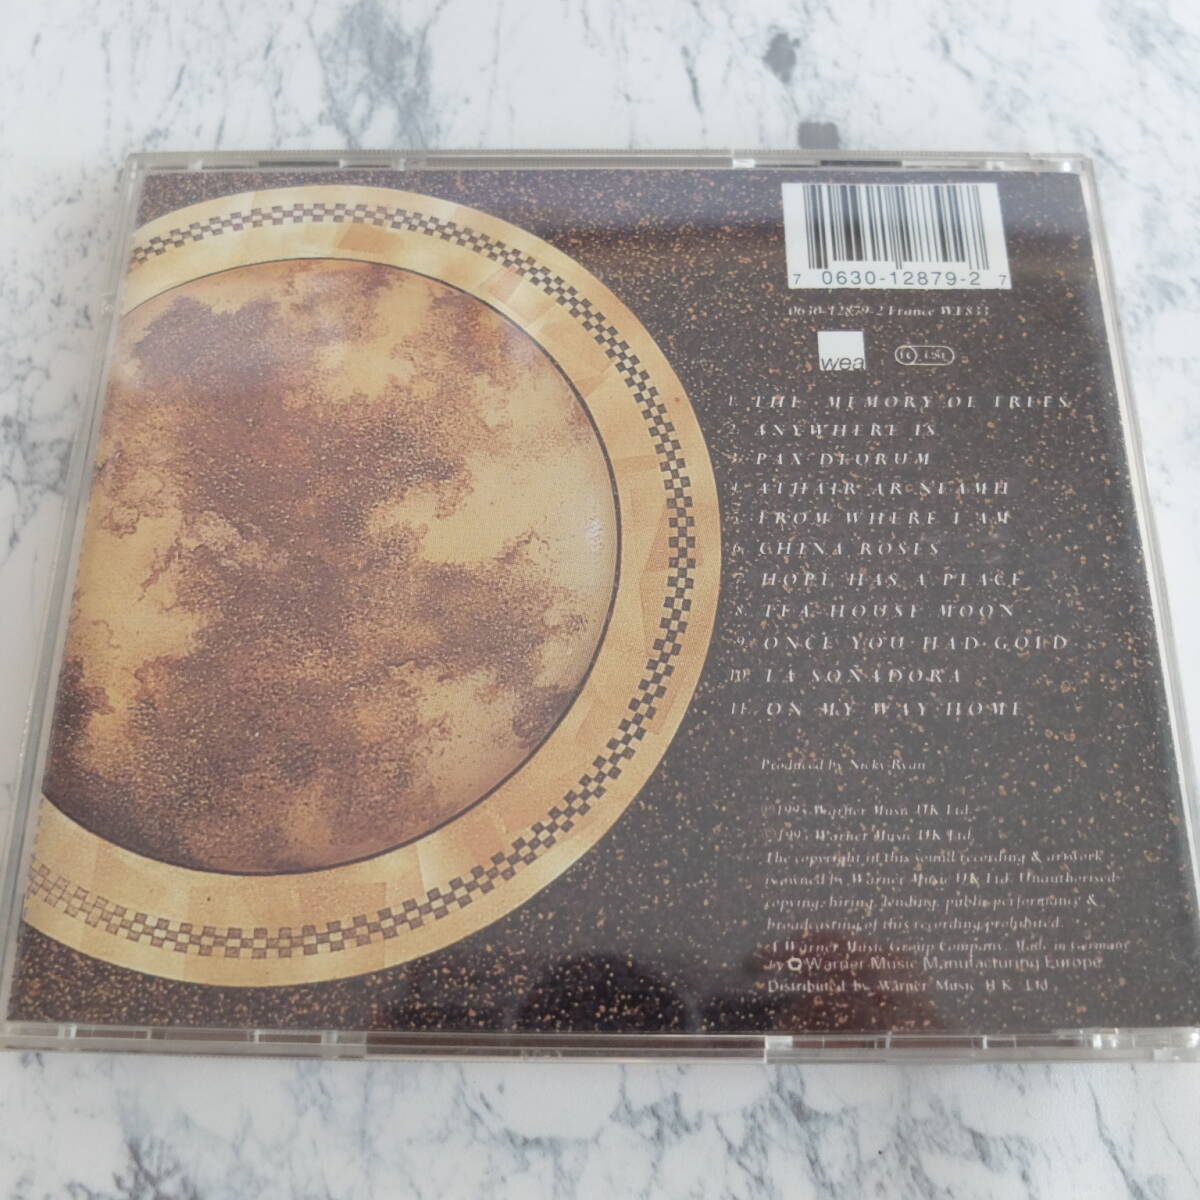 7 0630-12879-2 7
0630-12879-2 France WE833
wea
1. THE MEMORY OF TREES
2. ANYWHERE IS
3. PAX DEORUM
4. ATHAIR AR NEAMH
5. FROM WHERE I AM
6. CHINA ROSES
7. HOPE HAS A PLACE
8. TEA-HOUSE MOON
9. ONCE YOU HAD GOLD
10. LA SOÑADORA
11. ON MY WAY HOME
Produced by Nicky Ryan
℗ 1995 Warner Music UK Ltd.
© 1995 Warner Music UK Ltd.
The copyright in this sound recording & artwork
is owned by Warner Music UK Ltd. Unauthorised
copying, hiring, lending, public performance &
broadcasting of this recording prohibited.
A Warner Music Group Company. Made in Germany
by Warner Music Manufacturing Europe.
Distributed by Warner Music H.K. Ltd